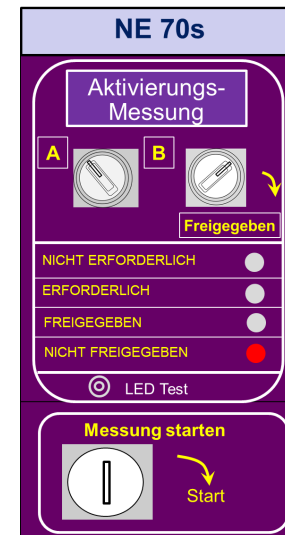 NE 70s
Aktivierungs-
Messung
A
B
Freigegeben
NICHT ERFORDERLICH
ERFORDERLICH
FREIGEGEBEN
NICHT FREIGEGEBEN
LED Test
Messung starten
Start